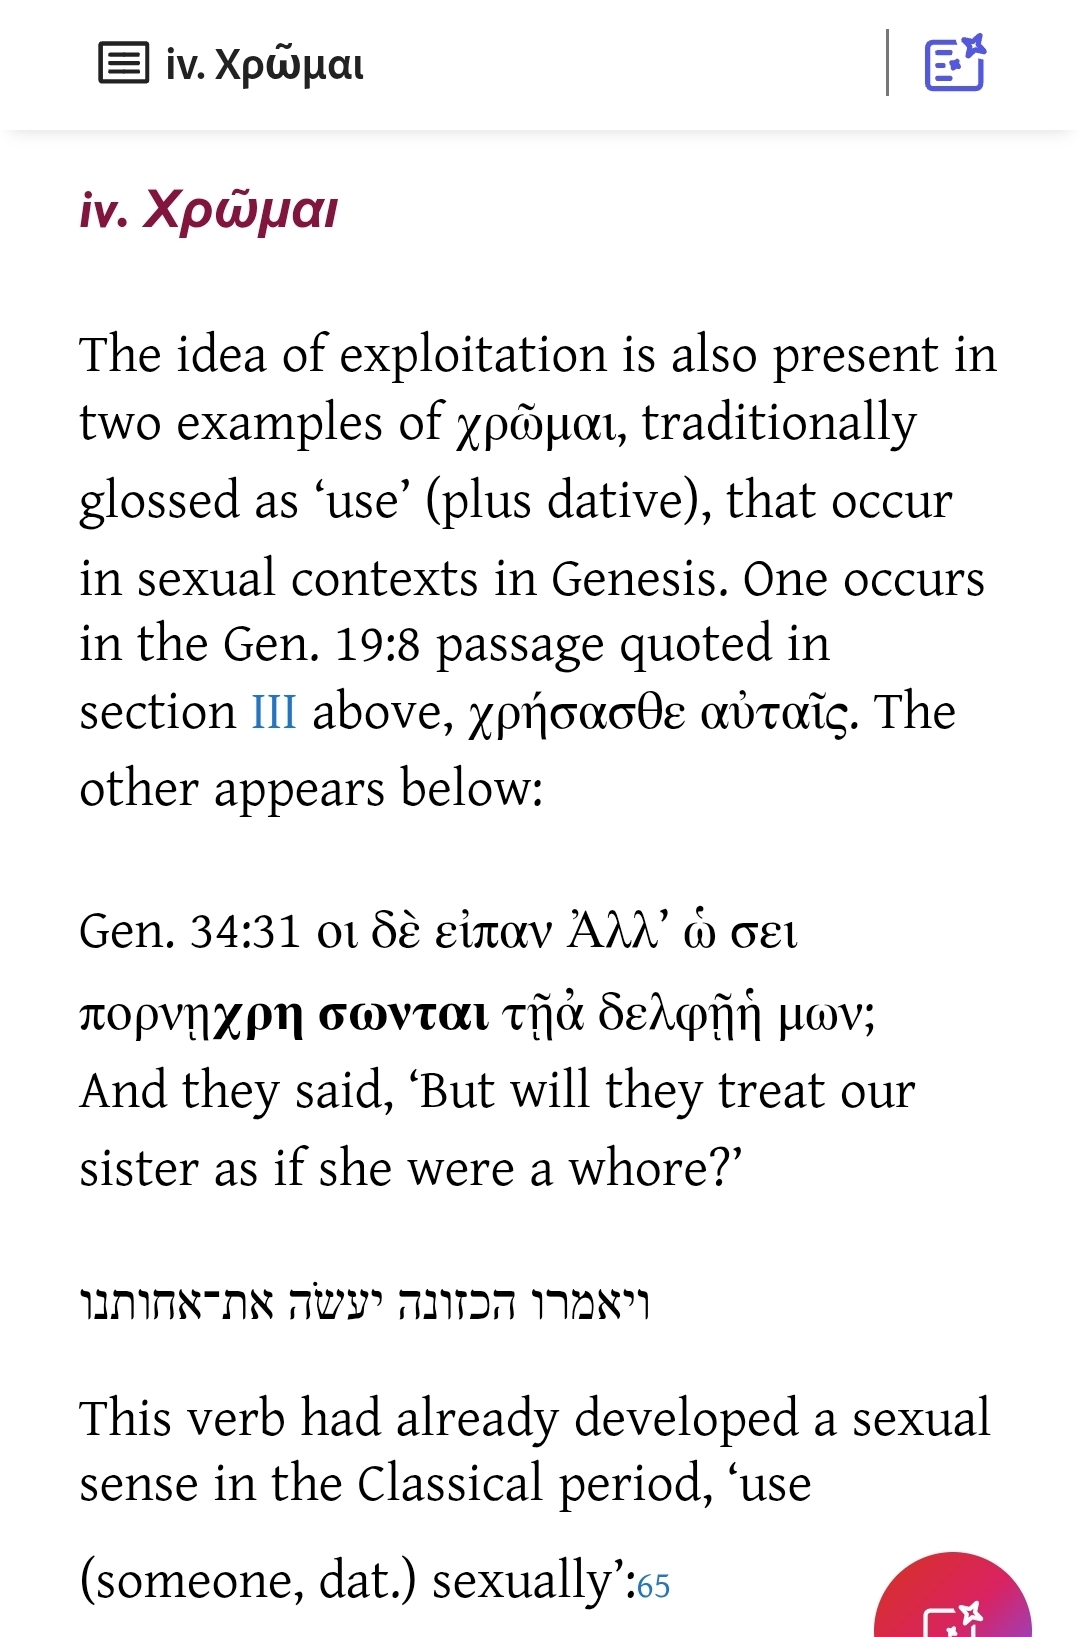 iv. Χρῶμαι
iv. Χρῶμαι
The idea of exploitation is also present in
two examples of χρῶμαι, traditionally
glossed as ‘use’ (plus dative), that occur
in sexual contexts in Genesis. One occurs
in the Gen. 19:8 passage quoted in
section III above, χρήσασθε αὐταῖς. The
other appears below:
Gen. 34:31 οι δὲ εἰπαν Ἀλλ’ ὡ σει
πορνῃχρη σωνται τῇἀ δελφῇἡ μων;
And they said, ‘But will they treat our
sister as if she were a whore?’
ויאמרו הכזונה יעשׂה את־אחותנו
This verb had already developed a sexual
sense in the Classical period, ‘use
(someone, dat.) sexually’:65